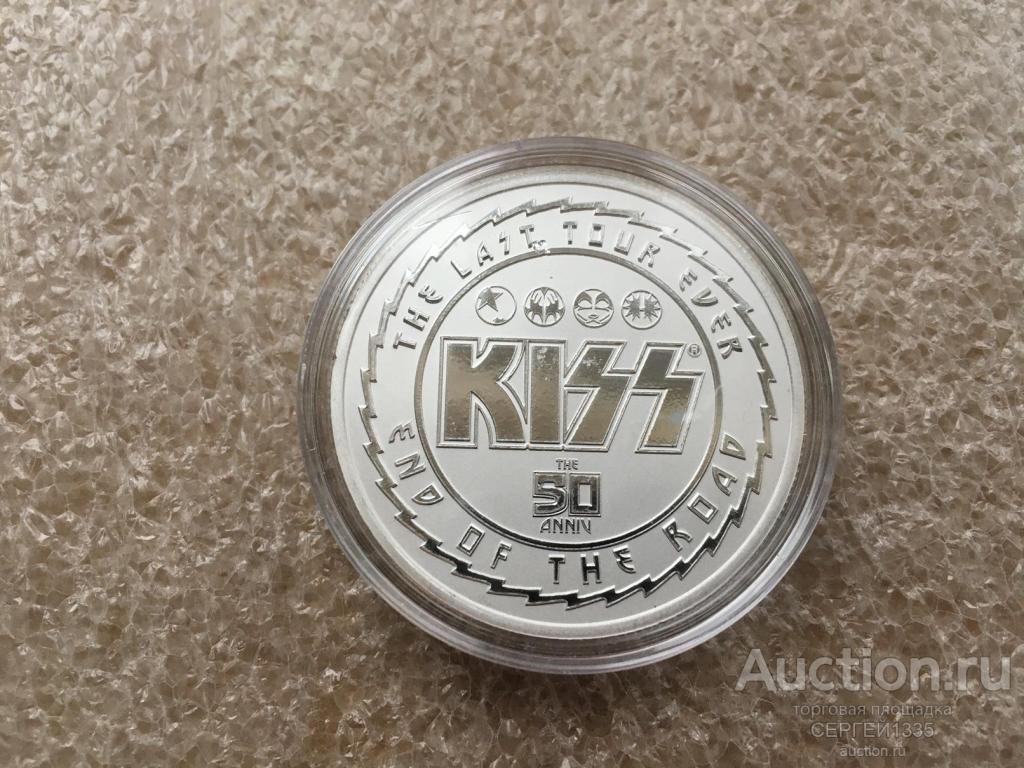 THE LAST TOUR EVER
KISS®
THE
50
ANNIV
END OF THE ROAD
Auction.ru
торговая площадка
СЕРГЕЙ1335
auction.ru